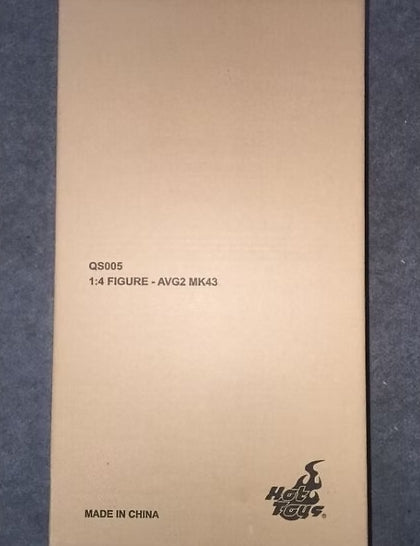 QS005
1:4 FIGURE - AVG2 MK43
MADE IN CHINA
Hot
Toys®